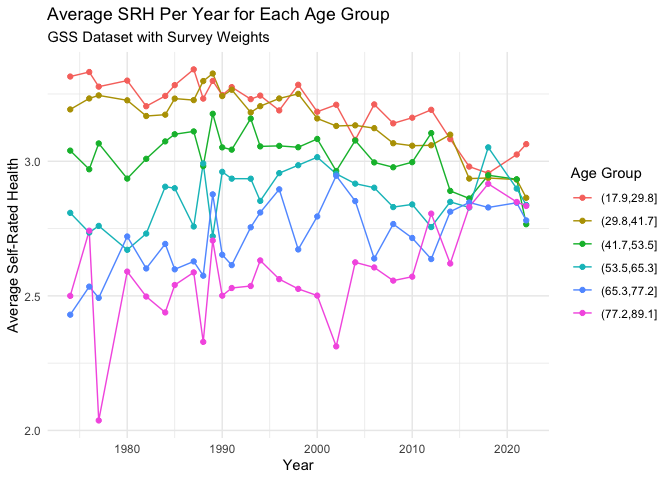 Average SRH Per Year for Each Age Group
GSS Dataset with Survey Weights
Average Self-Rated Health
3.0
2.5
2.0
1980
1990
2000
2010
2020
Year
Age Group
(17.9,29.8]
(29.8,41.7]
(41.7,53.5]
(53.5,65.3]
(65.3,77.2]
(77.2,89.1]